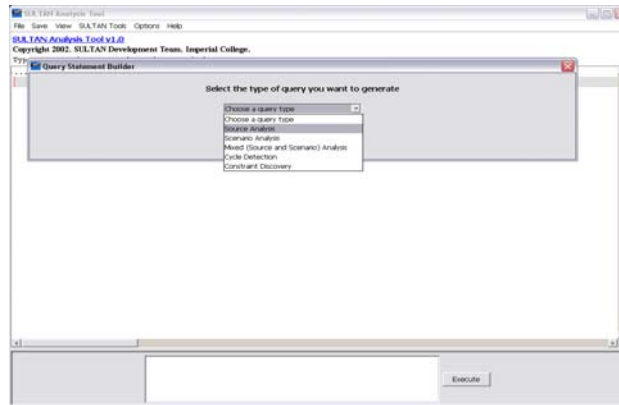 SULTAN Analysis Tool
File Save View SULTAN Tools Options Help
SULTAN Analysis Tool v1.0
Copyright 2002. SULTAN Development Team, Imperial College.
Query Statement Builder
Select the type of query you want to generate
Choose a query type
Choose a query type
Source Analysis
Scenario Analysis
Mixed (Source and Scenario) Analysis
Cycle Detection
Constraint Discovery
Execute